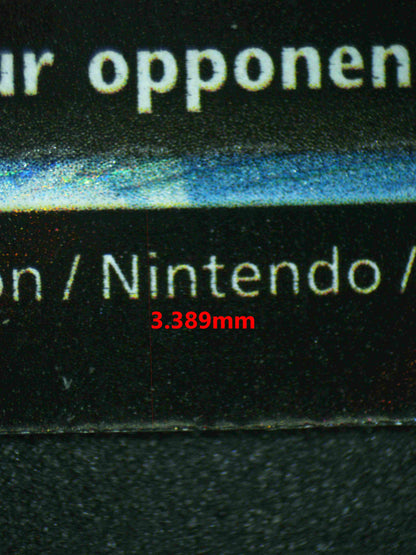 ur opponen
on / Nintendo /
3.389mm